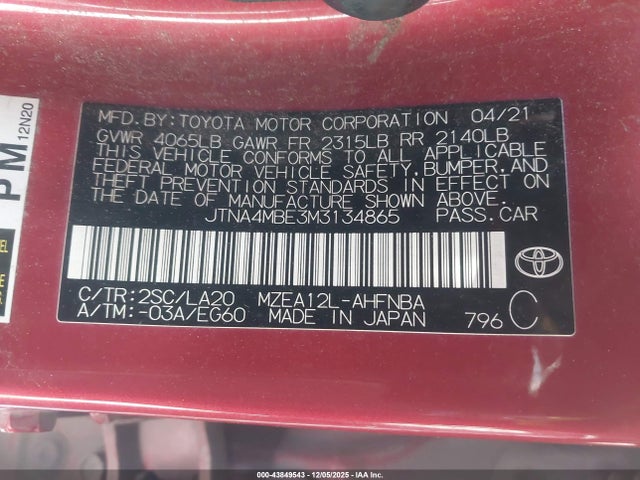 MFD. BY:TOYOTA MOTOR CORPORATION 04/21
GVWR 4065LB GAWR FR 2315LB RR 2140LB
THIS VEHICLE CONFORMS TO ALL APPLICABLE
FEDERAL MOTOR VEHICLE SAFETY,BUMPER,AND
THEFT PREVENTION STANDARDS IN EFFECT ON
THE DATE OF MANUFACTURE SHOWN ABOVE.
JTNA4MBE3M3134865 PASS.CAR
C/TR:2SC/LA20 MZEA12L-AHFNBA
A/TM:-03A/EG60 MADE IN JAPAN 796 C
TOYOTA
PM
12N20
000-43849543 - 12/05/2025 - IAA Inc.